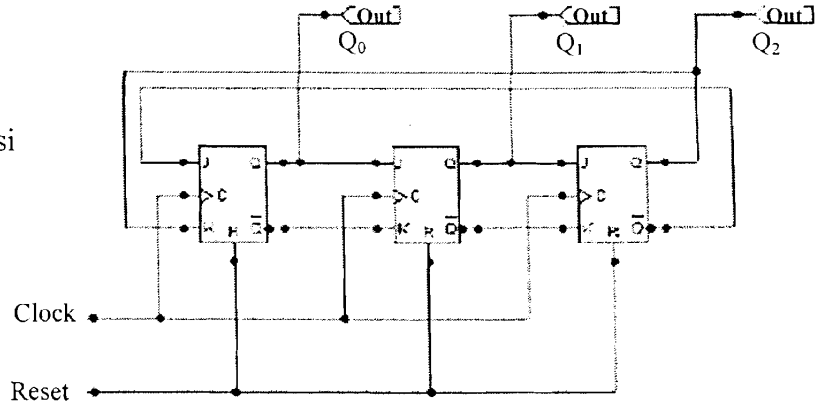 Out Out Out
Q₀ Q₁ Q₂
si
J Q J Q J Q
C C C
K R Q̅ K R Q̅ K R Q̅
Clock
Reset